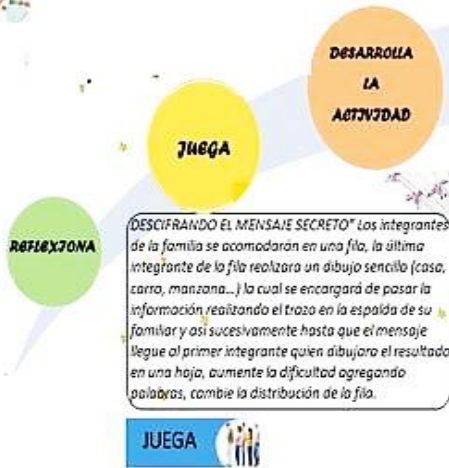 DESARROLLA
LA
ACTIVIDAD
JUEGA
REFLEXIONA
DESCIFRANDO EL MENSAJE SECRETO" Los integrantes
de la familia se acomodarán en una fila, la última
integrante de la fila realizara un dibujo sencillo (casa,
carro, manzana...) la cual se encargará de pasar la
información realizando el trazo en la espalda de su
familiar y así sucesivamente hasta que el mensaje
llegue al primer integrante quien dibujara el resultado
en una hoja, aumente la dificultad agregando
palabras, cambie la distribución de la fila.
JUEGA